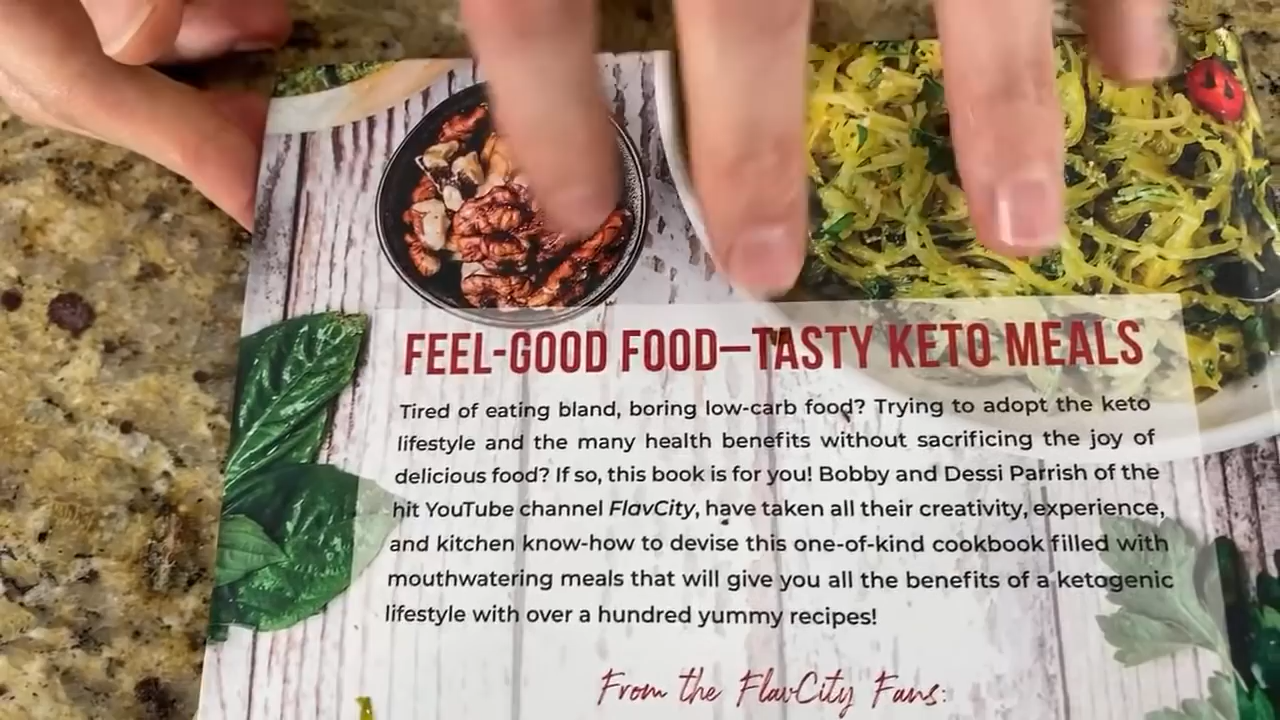 FEEL-GOOD FOOD—TASTY KETO MEALS
Tired of eating bland, boring low-carb food? Trying to adopt the keto
lifestyle and the many health benefits without sacrificing the joy of
delicious food? If so, this book is for you! Bobby and Dessi Parrish of the
hit YouTube channel FlavCity, have taken all their creativity, experience,
and kitchen know-how to devise this one-of-kind cookbook filled with
mouthwatering meals that will give you all the benefits of a ketogenic
lifestyle with over a hundred yummy recipes!
From the FlavCity Fans: